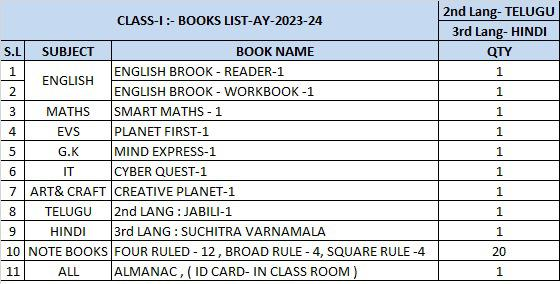 CLASS-I :- BOOKS LIST-AY-2023-24 2nd Lang- TELUGU
3rd Lang- HINDI
S.L SUBJECT BOOK NAME QTY
1 ENGLISH ENGLISH BROOK - READER-1 1
2 ENGLISH BROOK - WORKBOOK -1 1
3 MATHS SMART MATHS - 1 1
4 EVS PLANET FIRST-1 1
5 G.K MIND EXPRESS-1 1
6 IT CYBER QUEST-1 1
7 ART& CRAFT CREATIVE PLANET-1 1
8 TELUGU 2nd LANG : JABILI-1 1
9 HINDI 3rd LANG : SUCHITRA VARNAMALA 1
10 NOTE BOOKS FOUR RULED - 12 , BROAD RULE - 4, SQUARE RULE -4 20
11 ALL ALMANAC , ( ID CARD- IN CLASS ROOM ) 1